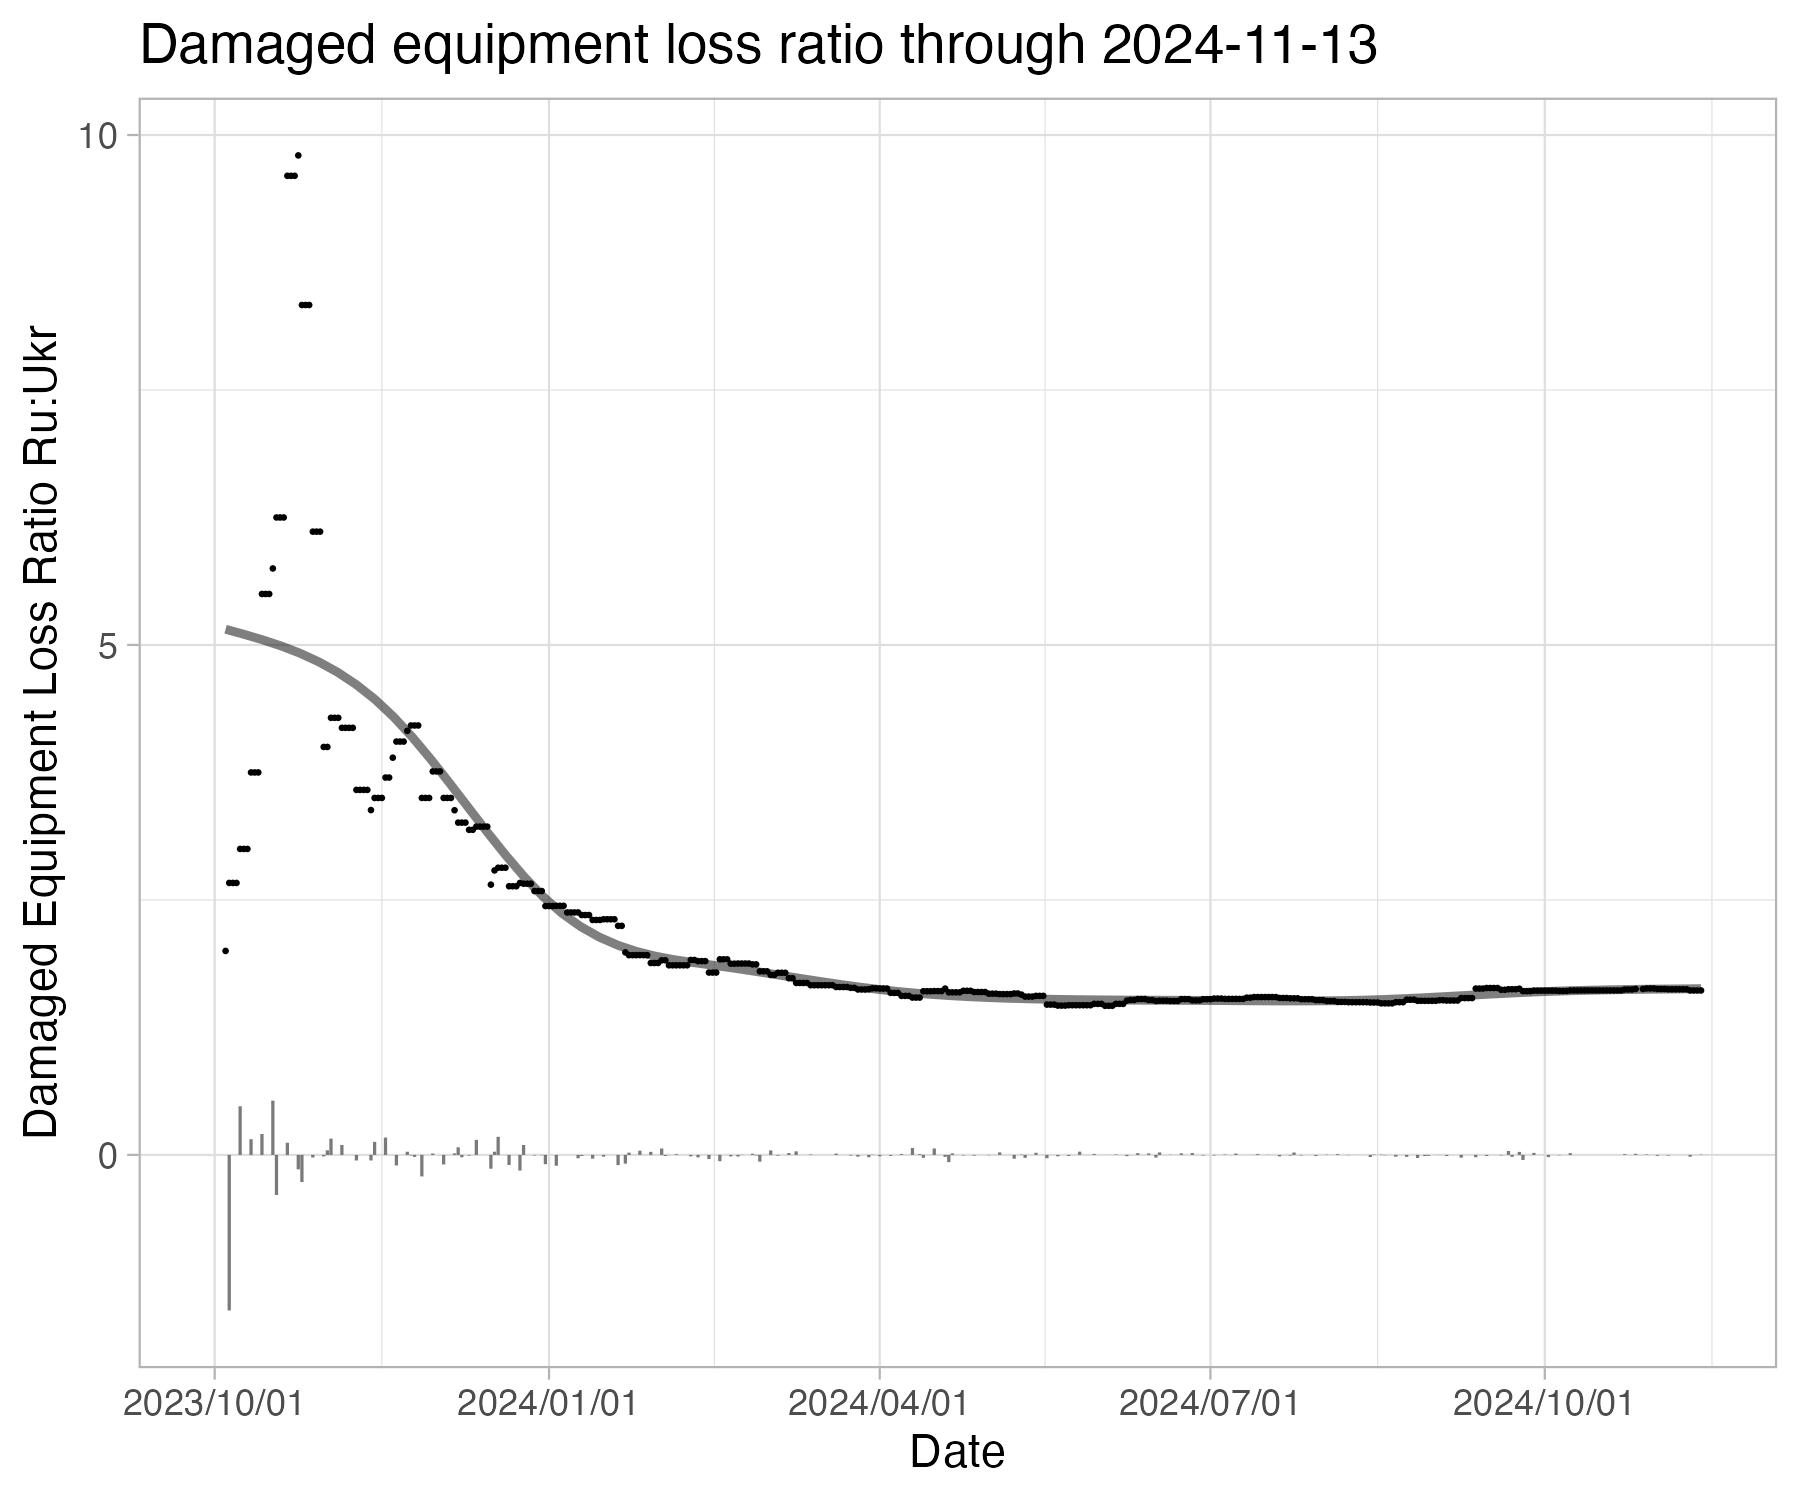 Damaged equipment loss ratio through 2024-11-13
Damaged Equipment Loss Ratio Ru:Ukr
10
5
0
2023/10/01 2024/01/01 2024/04/01 2024/07/01 2024/10/01
Date